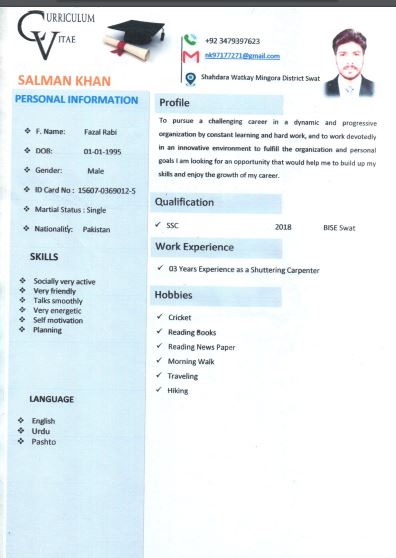 CURRICULUM
VITAE
+92 3479397623
nk97177271@gmail.com
Shahdara Watkay Mingora District Swat
SALMAN KHAN
PERSONAL INFORMATION
F. Name: Fazal Rabi
DOB: 01-01-1995
Gender: Male
ID Card No : 15607-0369012-5
Martial Status : Single
Nationality: Pakistan
SKILLS
Socially very active
Very friendly
Talks smoothly
Very energetic
Self motivation
Planning
LANGUAGE
English
Urdu
Pashto
Profile
To pursue a challenging career in a dynamic and progressive
organization by constant learning and hard work, and to work devotedly
in an innovative environment to fulfill the organization and personal
goals I am looking for an opportunity that would help me to build up my
skills and enjoy the growth of my career.
Qualification
SSC 2018 BISE Swat
Work Experience
03 Years Experience as a Shuttering Carpenter
Hobbies
Cricket
Reading Books
Reading News Paper
Morning Walk
Traveling
Hiking